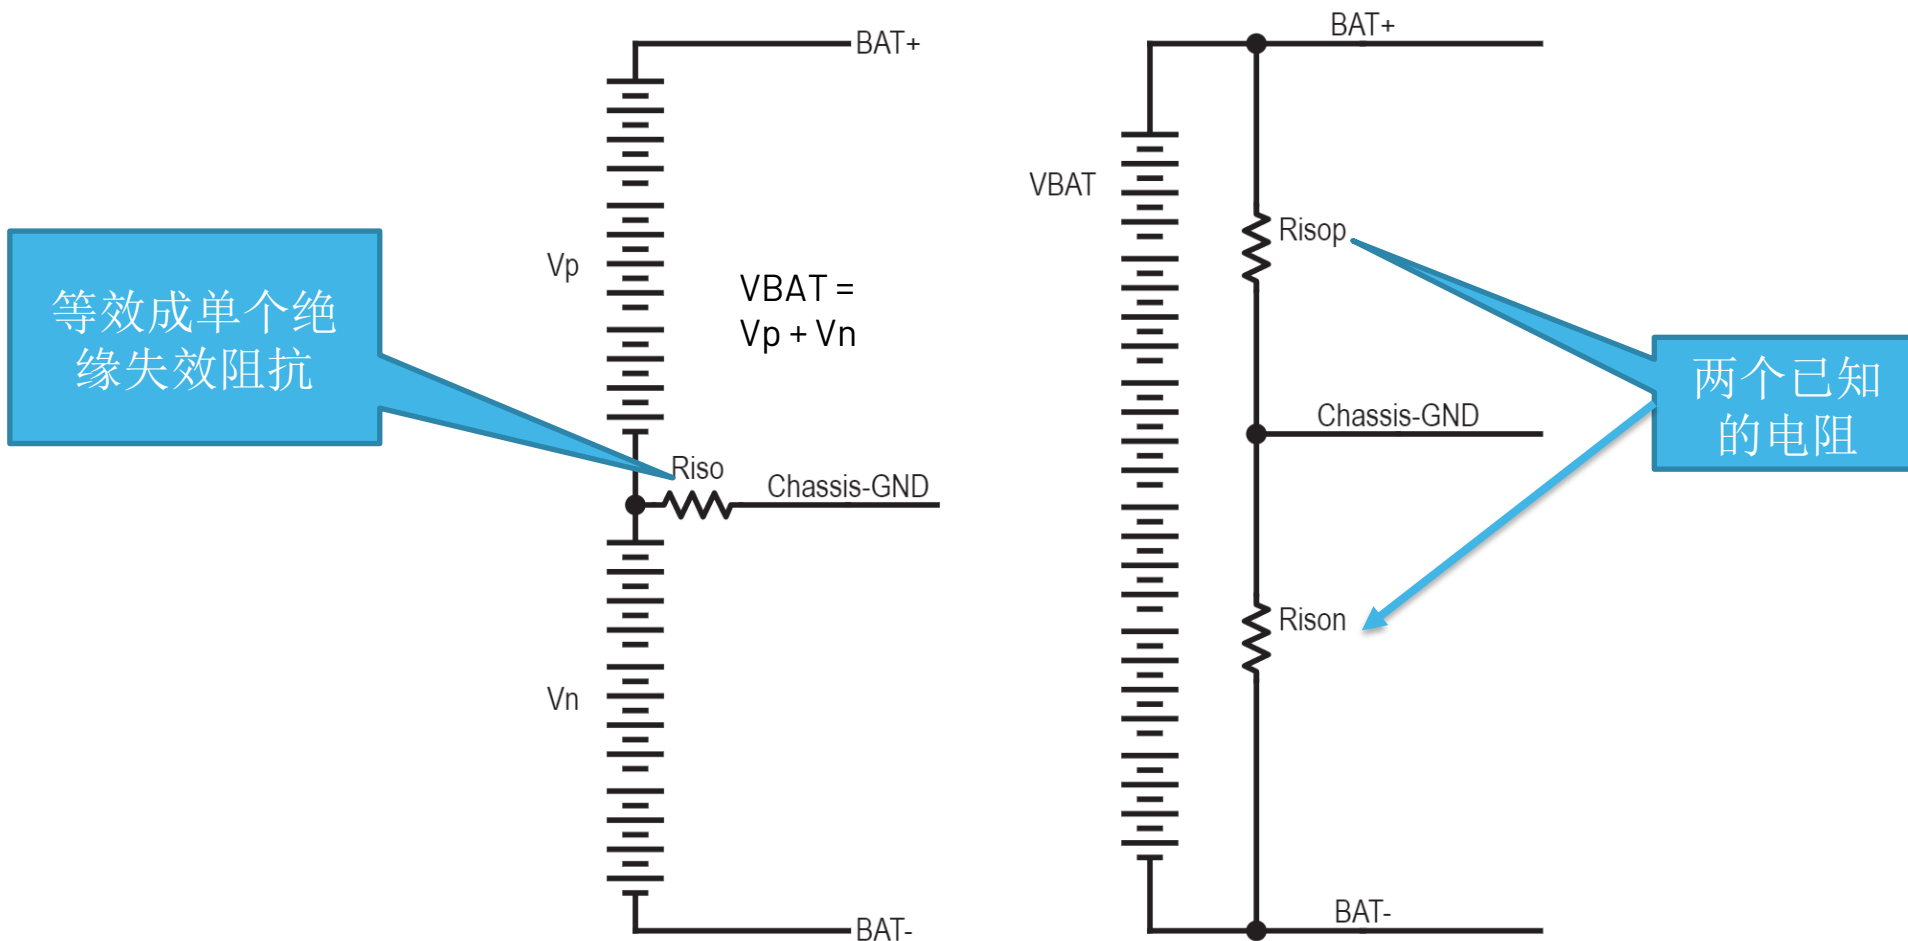 BAT+
Vp
VBAT =
Vp + Vn
等效成单个绝
缘失效阻抗
Riso
Chassis-GND
Vn
BAT-
BAT+
VBAT
Risop
Chassis-GND
两个已知
的电阻
Rison
BAT-